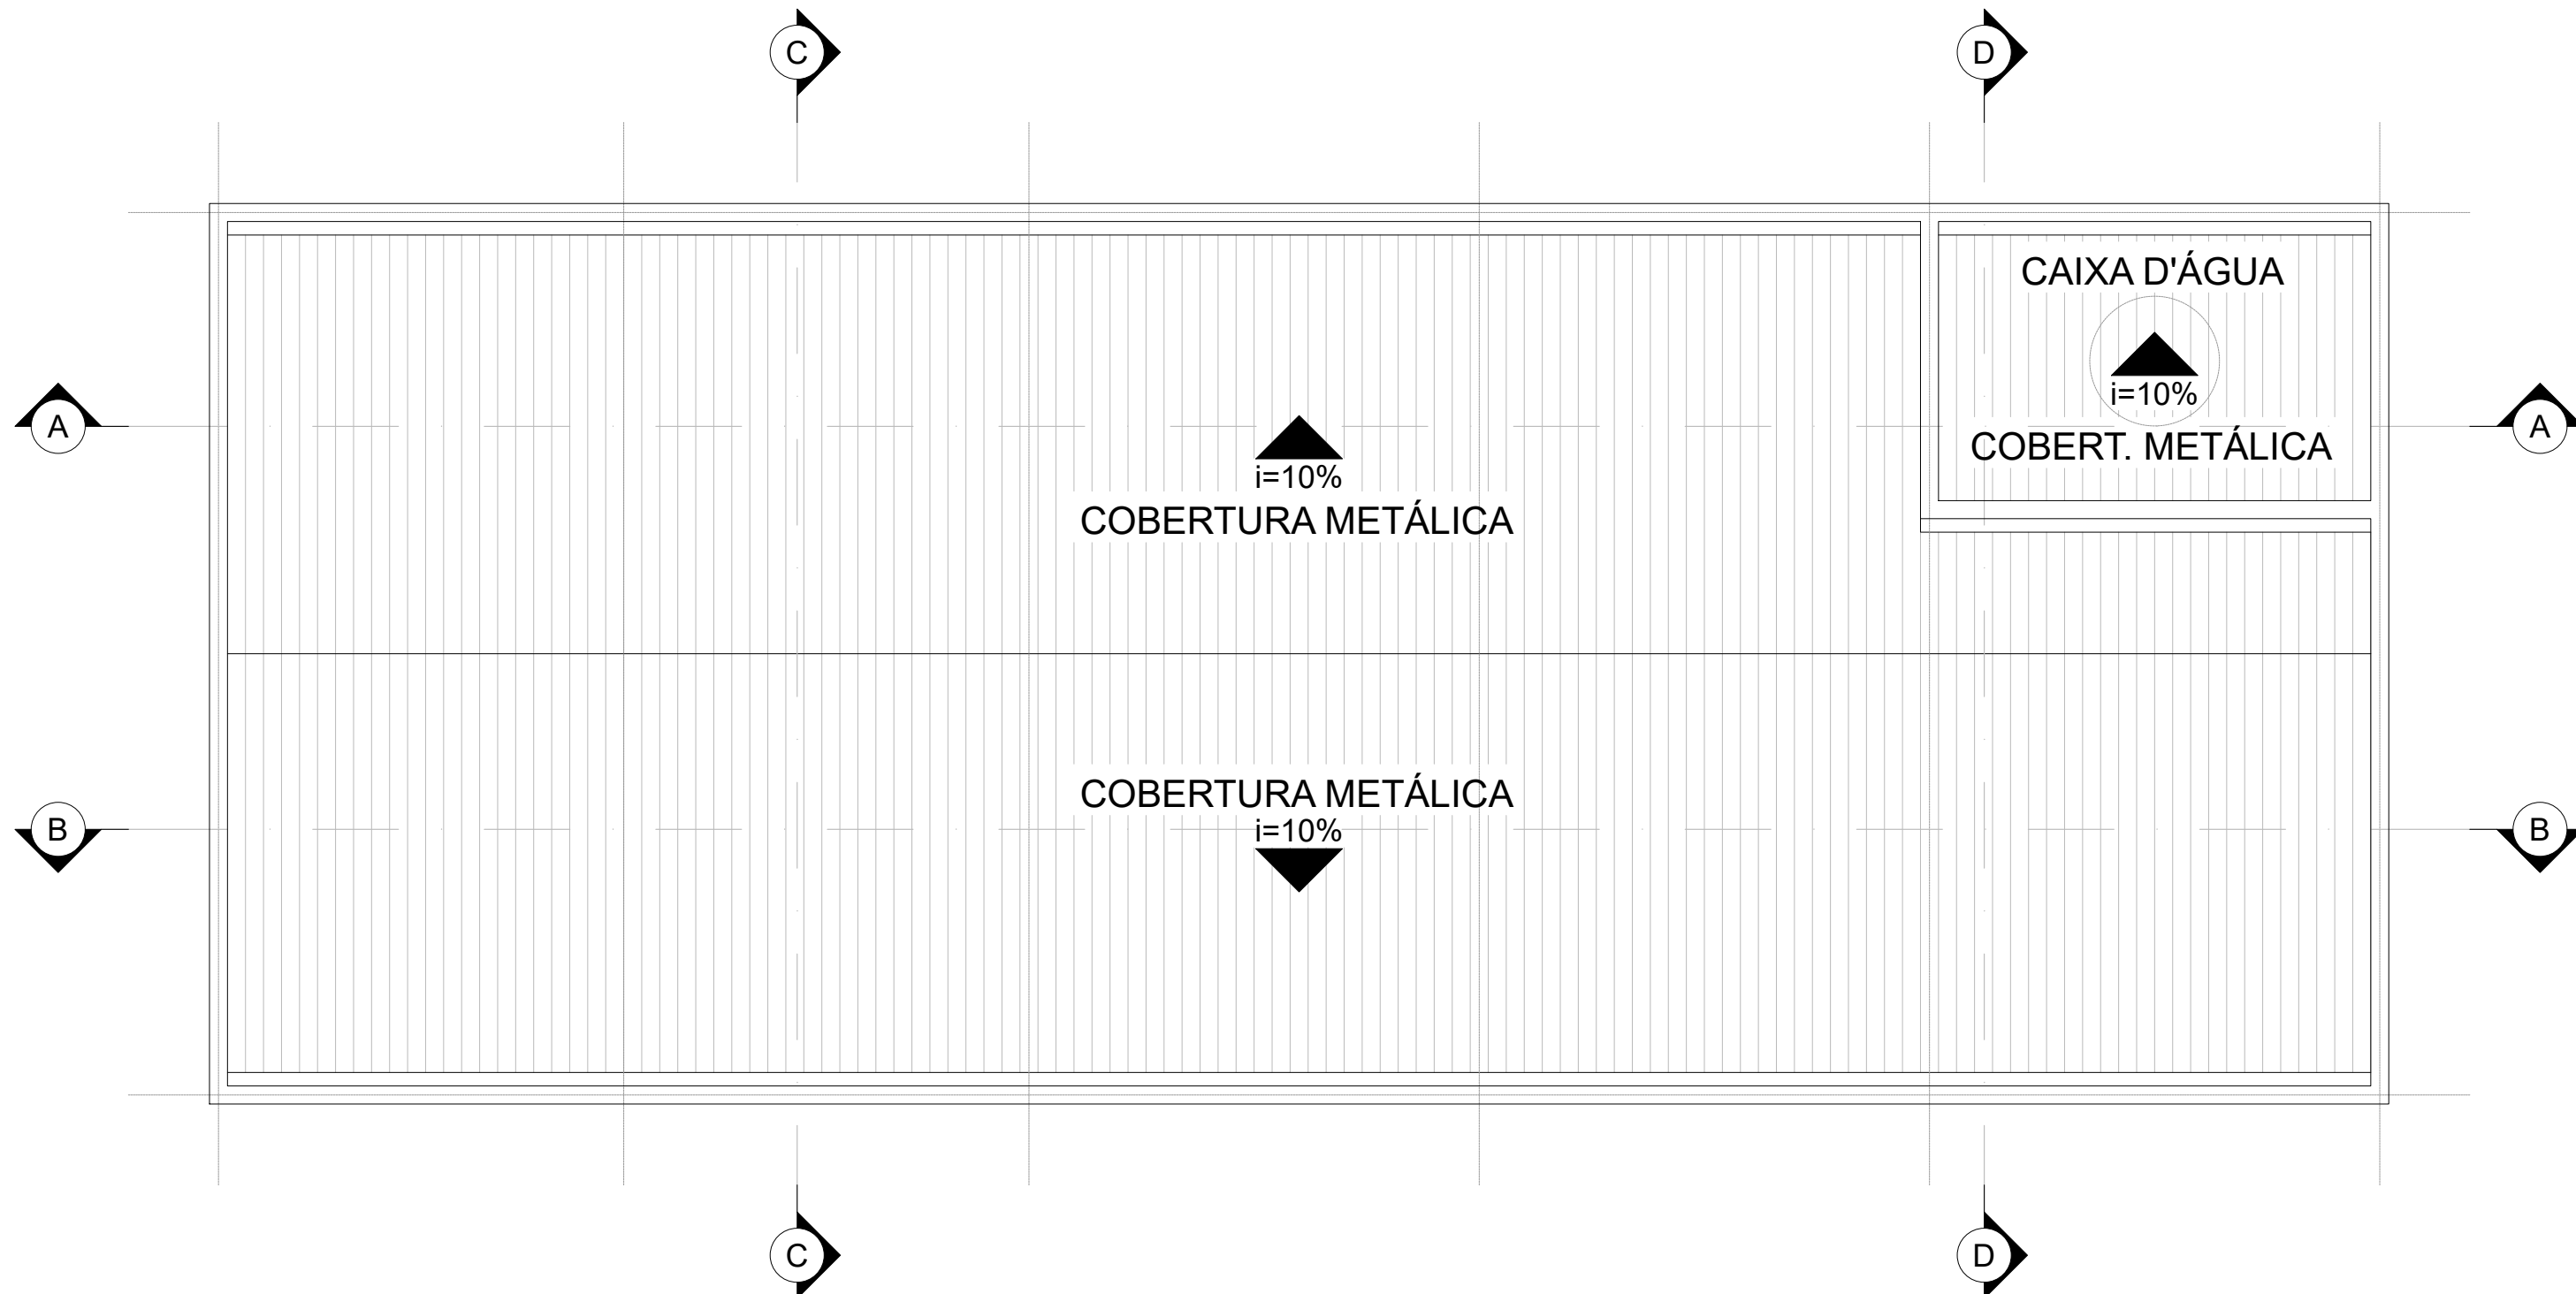 C
D
CAIXA D'ÁGUA
i=10%
A
A
COBERT. METÁLICA
i=10%
COBERTURA METÁLICA
COBERTURA METÁLICA
i=10%
B
B
C
D